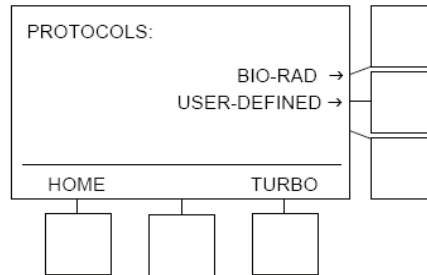 PROTOCOLS:
BIO-RAD →
USER-DEFINED →
HOME TURBO